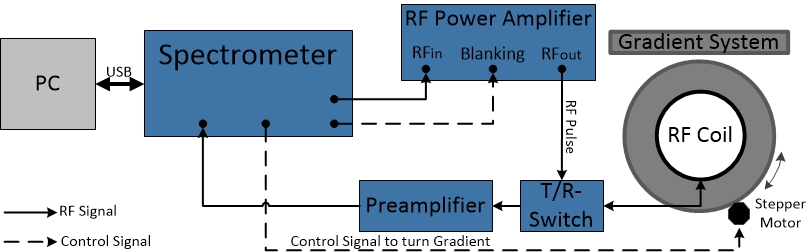 RF Power Amplifier
Gradient System
Spectrometer
RFin
Blanking
RFout
PC
USB
RF Pulse
RF Coil
T/R-
Switch
Preamplifier
Stepper
Motor
RF Signal
Control Signal
Control Signal to turn Gradient